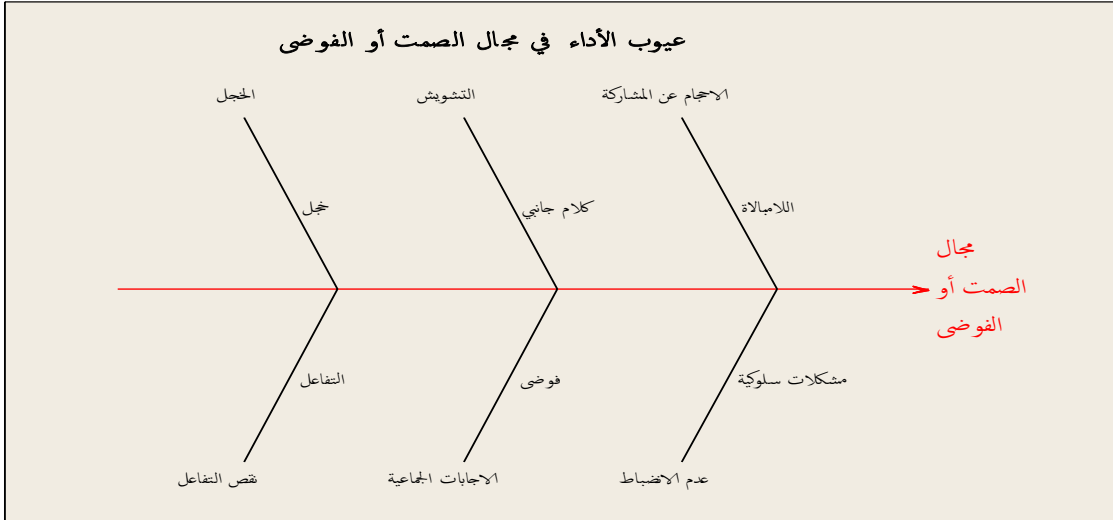 عيوب الأداء في مجال الصمت أو الفوضى
الاحجام عن المشاركة
التشويش
الخجل
اللامبالاة
كلام جانبي
خجل
مجال
الصمت أو
الفوضى
مشكلات سلوكية
فوضى
التفاعل
عدم الانضباط
الاجابات الجماعية
نقص التفاعل